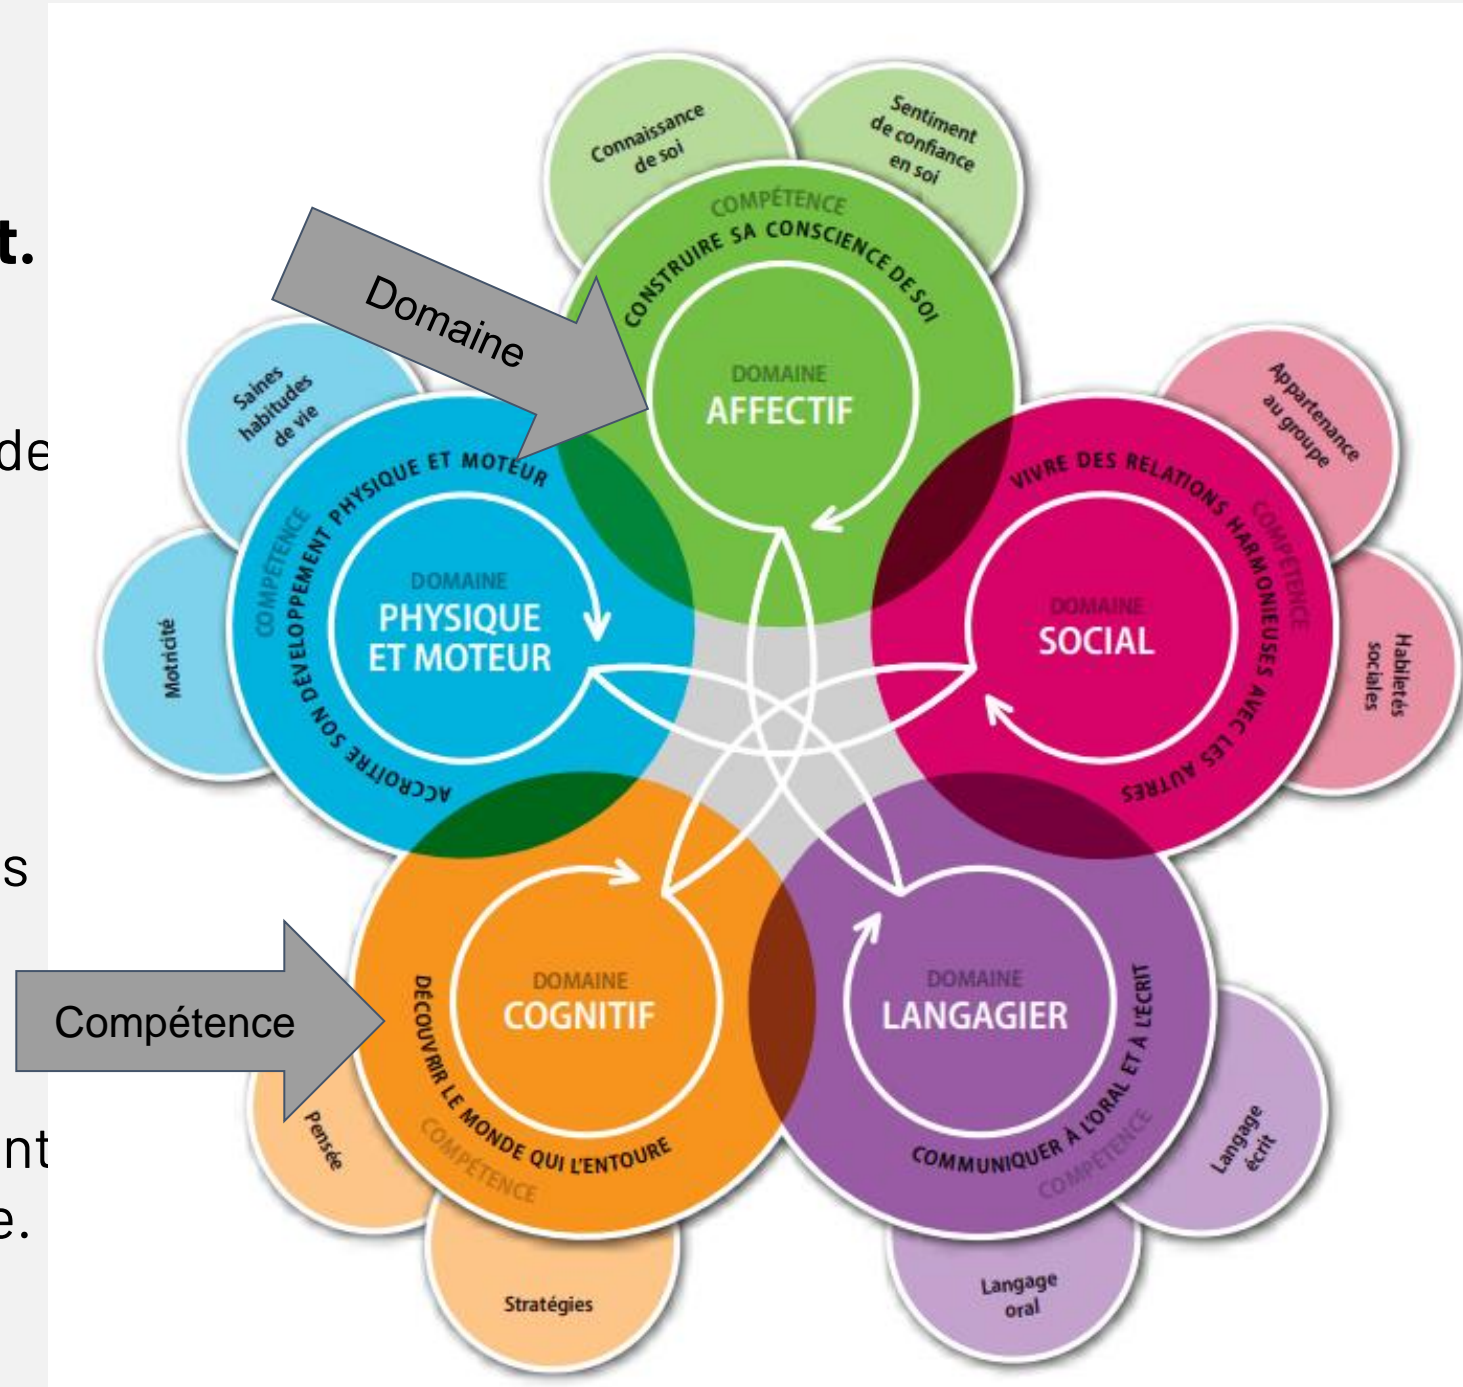 t.
de
s
nt
e.
Connaissance
de soi
Sentiment
de confiance
en soi
COMPÉTENCE
CONSTRUIRE SA CONSCIENCE DE SOI
DOMAINE
AFFECTIF
Domaine
Saines
habitudes
de vie
Motricité
COMPÉTENCE
ACCROÎTRE SON DÉVELOPPEMENT PHYSIQUE ET MOTEUR
DOMAINE
PHYSIQUE
ET MOTEUR
Appartenance
au groupe
Habiletés
sociales
COMPÉTENCE
VIVRE DES RELATIONS HARMONIEUSES AVEC LES AUTRES
DOMAINE
SOCIAL
Compétence
DOMAINE
COGNITIF
DÉCOUVRIR LE MONDE QUI L'ENTOURE
COMPÉTENCE
Pensée
Stratégies
DOMAINE
LANGAGIER
COMMUNIQUER À L'ORAL ET À L'ÉCRIT
COMPÉTENCE
Langage
écrit
Langage
oral